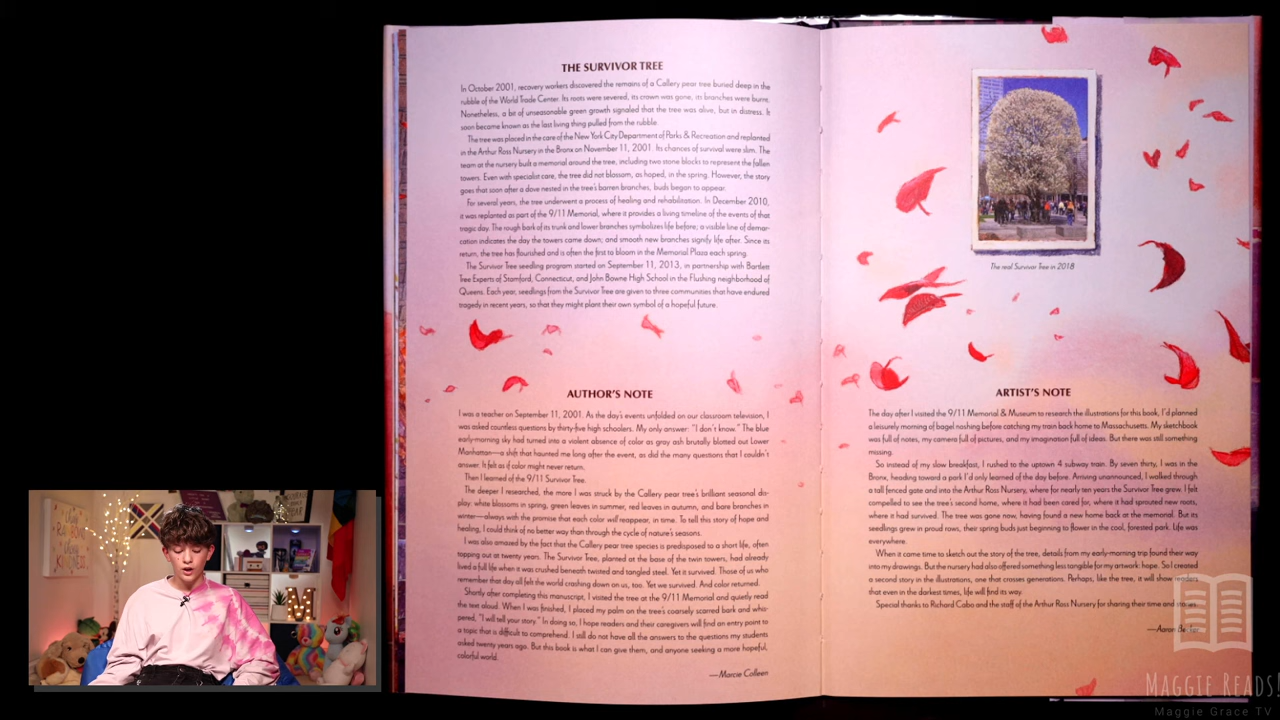 THE SURVIVOR TREE
In October 2001, recovery workers discovered the remains of a Callery pear tree buried deep in the
rubble of the World Trade Center. Its roots were severed, its crown was gone, its branches were burnt.
Nonetheless, a bit of unseasonable green growth signaled that the tree was alive, but in distress. It
soon became known as the last living thing pulled from the rubble.
The tree was placed in the care of the New York City Department of Parks & Recreation and replanted
in the Arthur Ross Nursery in the Bronx on November 11, 2001. Its chances of survival were slim. The
team at the nursery built a memorial around the tree, including two stone blocks to represent the fallen
towers. Even with specialist care, the tree did not blossom, as hoped, in the spring. However, the story
goes that soon after a dove nested in the tree's barren branches, buds began to appear.
For several years, the tree underwent a process of healing and rehabilitation. In December 2010,
it was replanted as part of the 9/11 Memorial, where it provides a living timeline of the events of that
tragic day. The rough bark of its trunk and lower branches symbolizes life before; a visible line of demar-
cation indicates the day the towers came down; and smooth new branches signify life after. Since its
return, the tree has flourished and is often the first to bloom in the Memorial Plaza each spring.
The Survivor Tree seedling program started on September 11, 2013, in partnership with Bartlett
Tree Experts of Stamford, Connecticut, and John Bowne High School in the Flushing neighborhood of
Queens. Each year, seedlings from the Survivor Tree are given to three communities that have endured
tragedy in recent years, so that they might plant their own symbol of a hopeful future.
AUTHOR'S NOTE
I was a teacher on September 11, 2001. As the day's events unfolded on our classroom television, I
was asked countless questions by thirty-five high schoolers. My only answer: "I don't know." The blue
early-morning sky had turned into a violent absence of color as gray ash brutally blotted out Lower
Manhattan—a shift that haunted me long after the event, as did the many questions that I couldn't
answer. It felt as if color might never return.
Then I learned of the 9/11 Survivor Tree.
The deeper I researched, the more I was struck by the Callery pear tree's brilliant seasonal dis-
play: white blossoms in spring, green leaves in summer, red leaves in autumn, and bare branches in
winter—always with the promise that each color will reappear, in time. To tell this story of hope and
healing, I could think of no better way than through the cycle of nature's seasons.
I was also amazed by the fact that the Callery pear tree species is predisposed to a short life, often
topping out at twenty years. The Survivor Tree, planted at the base of the twin towers, had already
lived a full life when it was crushed beneath twisted and tangled steel. Yet it survived. Those of us who
remember that day all felt the world crashing down on us, too. Yet we survived. And color returned.
Shortly after completing this manuscript, I visited the tree at the 9/11 Memorial and quietly read
the text aloud. When I was finished, I placed my palm on the tree's coarsely scarred bark and whis-
pered, "I will tell your story." In doing so, I hope readers and their caregivers will find an entry point to
a topic that is difficult to comprehend. I still do not have all the answers to the questions my students
asked twenty years ago. But this book is what I can give them, and anyone seeking a more hopeful,
colorful world.
—Marcie Colleen
The real Survivor Tree in 2018
ARTIST'S NOTE
The day after I visited the 9/11 Memorial & Museum to research the illustrations for this book, I'd planned
a leisurely morning of bagel noshing before catching my train back home to Massachusetts. My sketchbook
was full of notes, my camera full of pictures, and my imagination full of ideas. But there was still something
missing.
So instead of my slow breakfast, I rushed to the uptown 4 subway train. By seven thirty, I was in the
Bronx, heading toward a park I'd only learned of the day before. Arriving unannounced, I walked through
a tall fenced gate and into the Arthur Ross Nursery, where for nearly ten years the Survivor Tree grew. I felt
compelled to see the tree's second home, where it had been cared for, where it had sprouted new roots,
where it had survived. The tree was gone now, having found a new home back at the memorial. But its
seedlings grew in proud rows, their spring buds just beginning to flower in the cool, forested park. Life was
everywhere.
When it came time to sketch out the story of the tree, details from my early-morning trip found their way
into my drawings. But the nursery had also offered something less tangible for my artwork: hope. So I created
a second story in the illustrations, one that crosses generations. Perhaps, like the tree, it will show readers
that even in the darkest times, life will find its way.
Special thanks to Richard Cabo and the staff of the Arthur Ross Nursery for sharing their time and stories.
—Aaron Becker
M
MAGGIE READS!
Maggie Grace TV